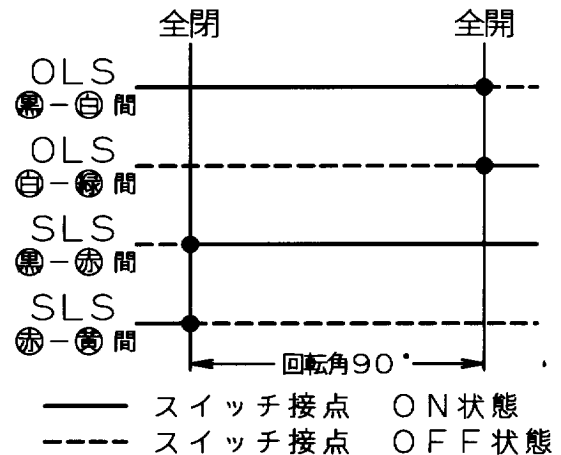 全閉 全開
OLS
黒-白間
OLS
白-緑間
SLS
黒-赤間
SLS
赤-黄間
回転角90°
スイッチ接点 ON状態
スイッチ接点 OFF状態